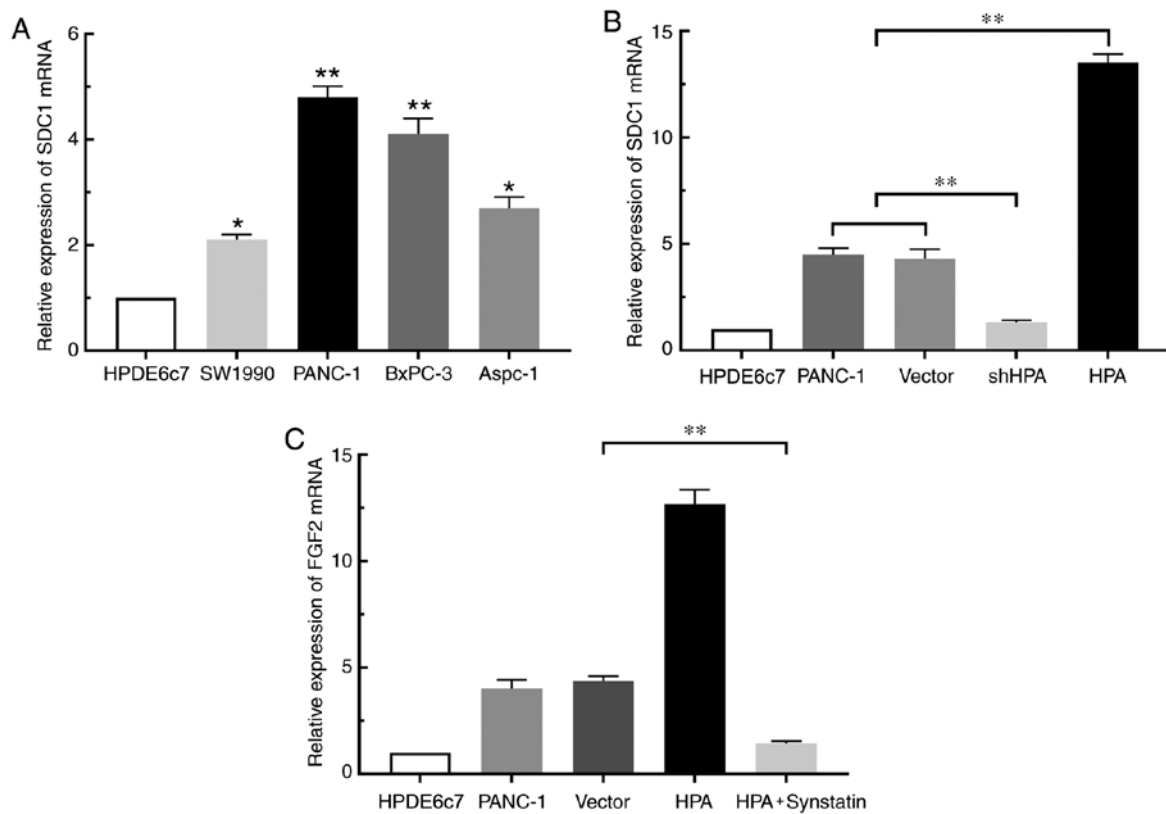 A
Relative expression of SDC1 mRNA
6
4
2
0
*
**
**
*
HPDE6c7 SW1990 PANC-1 BxPC-3 Aspc-1
B
Relative expression of SDC1 mRNA
15
10
5
0
**
**
HPDE6c7 PANC-1 Vector shHPA HPA
C
Relative expression of FGF2 mRNA
15
10
5
0
**
HPDE6c7 PANC-1 Vector HPA HPA+Synstatin